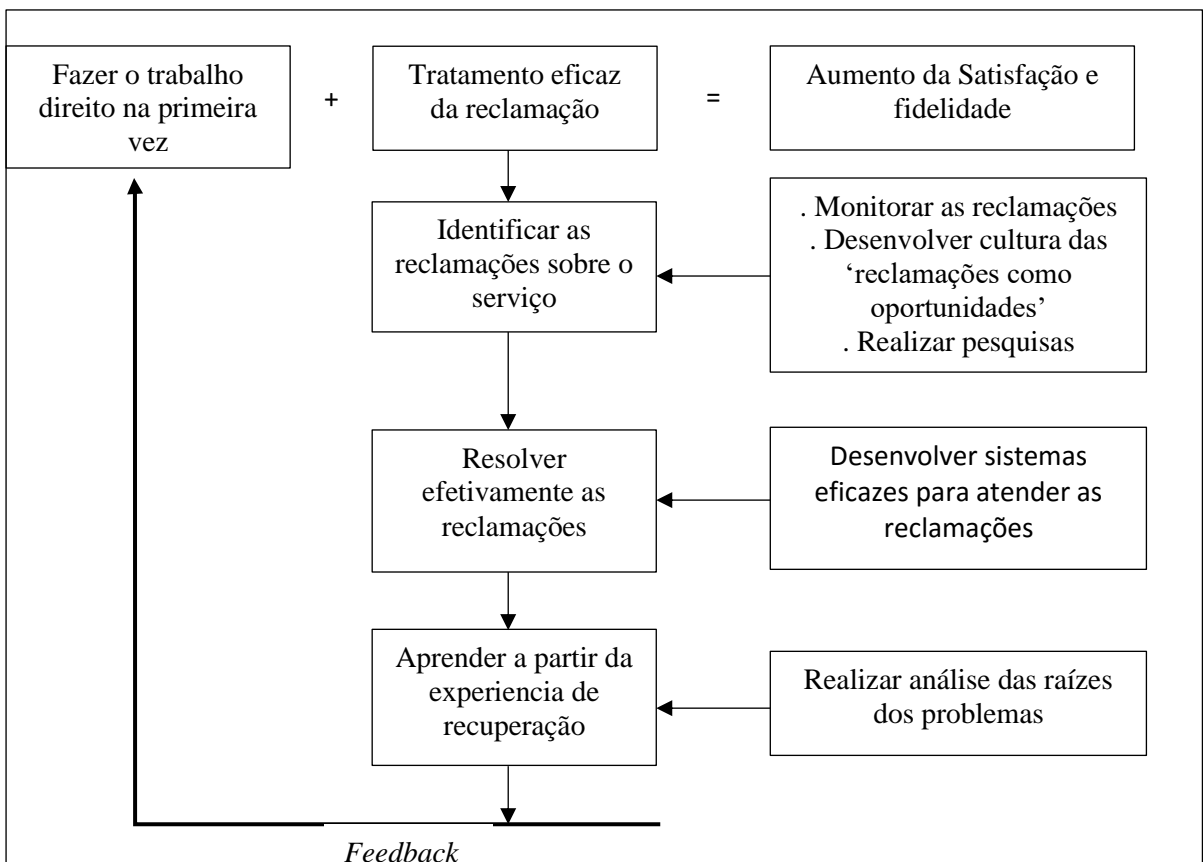 Fazer o trabalho
direito na primeira
vez
+
Tratamento eficaz
da reclamação
=
Aumento da Satisfação e
fidelidade
Identificar as
reclamações sobre o
serviço
. Monitorar as reclamações
. Desenvolver cultura das
‘reclamações como
oportunidades’
. Realizar pesquisas
Resolver
efetivamente as
reclamações
Desenvolver sistemas
eficazes para atender as
reclamações
Aprender a partir da
experiencia de
recuperação
Realizar análise das raízes
dos problemas
Feedback